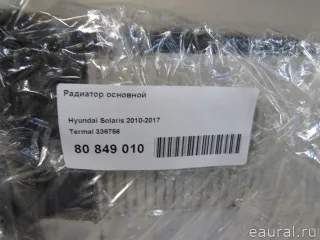 Радиатор основной
Hyundai Solaris 2010-2017
Termal 336756
80 849 010
eaural.ru